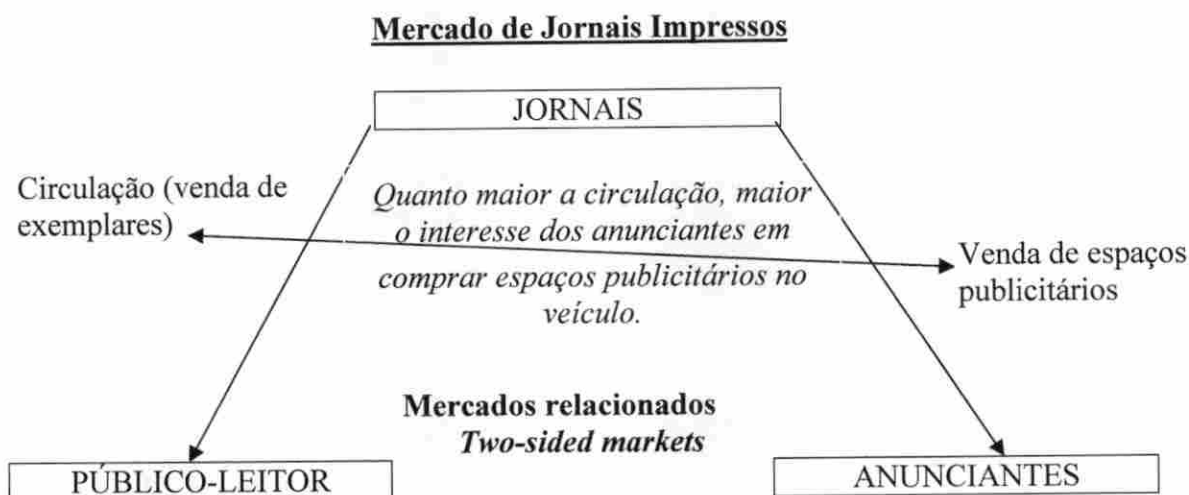 Mercado de Jornais Impressos
JORNAIS
Circulação (venda de
exemplares)
Quanto maior a circulação, maior
o interesse dos anunciantes em
comprar espaços publicitários no
veículo.
Venda de espaços
publicitários
Mercados relacionados
Two-sided markets
PÚBLICO-LEITOR
ANUNCIANTES